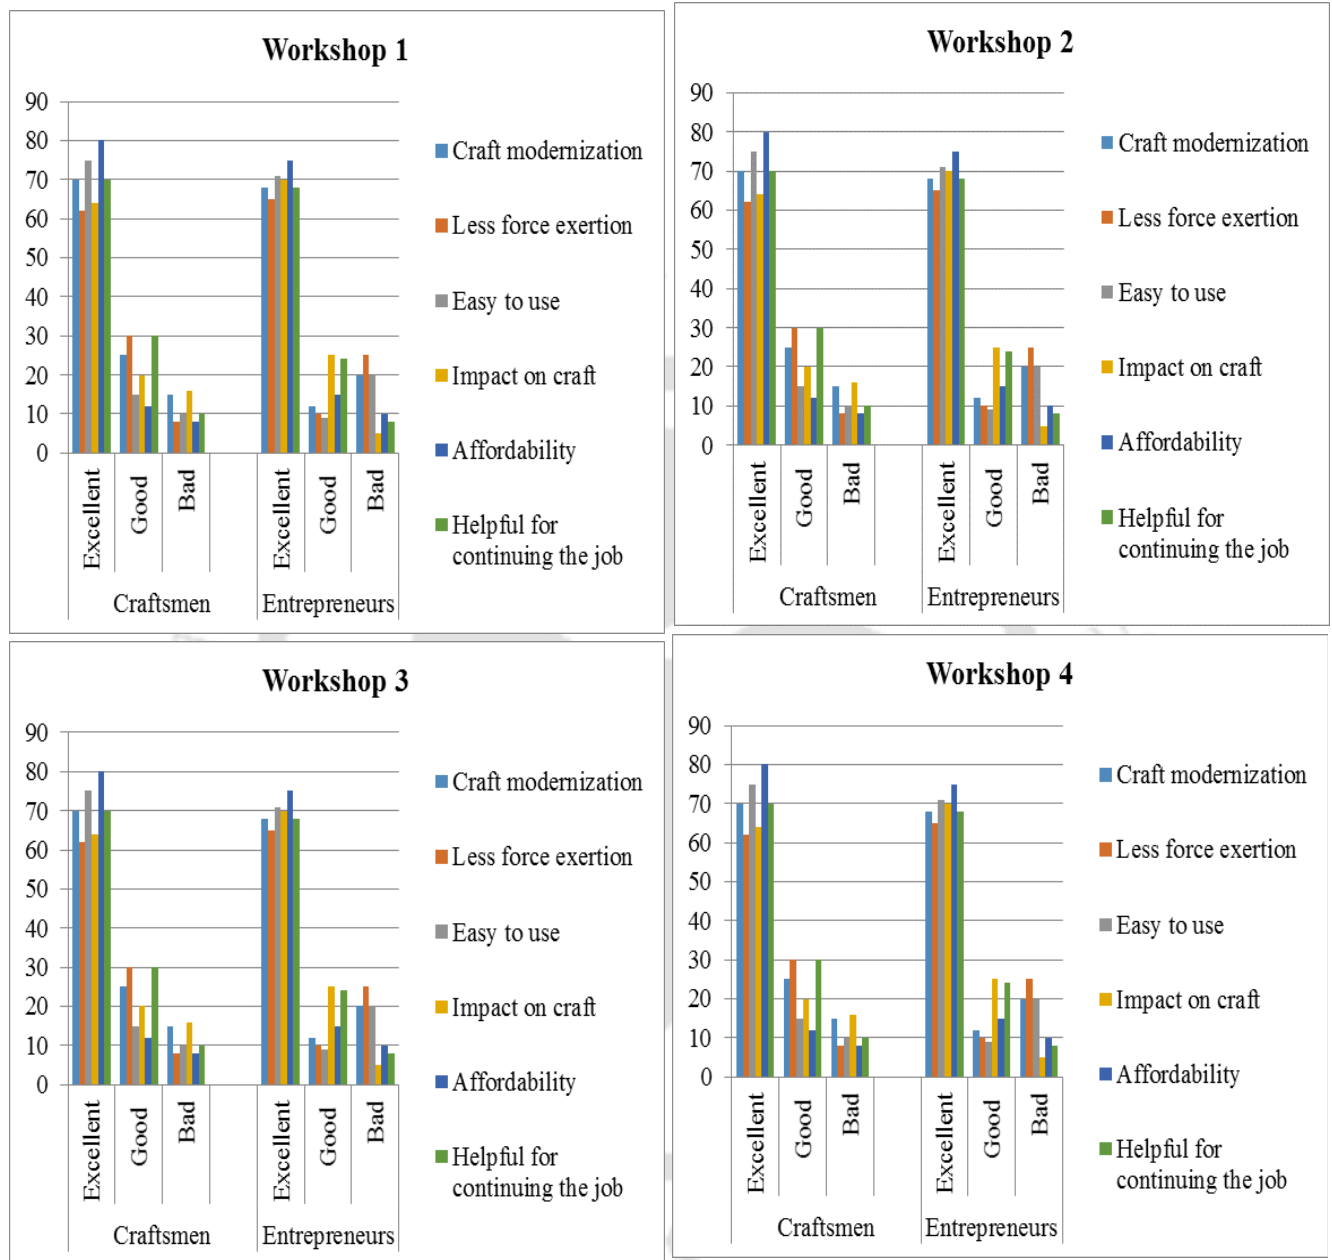 Workshop 1
90
80
70
60
50
40
30
20
10
0
Excellent
Good
Bad
Excellent
Good
Bad
Craftsmen
Entrepreneurs
Craft modernization
Less force exertion
Easy to use
Impact on craft
Affordability
Helpful for
continuing the job
Workshop 2
90
80
70
60
50
40
30
20
10
0
Excellent
Good
Bad
Excellent
Good
Bad
Craftsmen
Entrepreneurs
Craft modernization
Less force exertion
Easy to use
Impact on craft
Affordability
Helpful for
continuing the job
Workshop 3
90
80
70
60
50
40
30
20
10
0
Excellent
Good
Bad
Excellent
Good
Bad
Craftsmen
Entrepreneurs
Craft modernization
Less force exertion
Easy to use
Impact on craft
Affordability
Helpful for
continuing the job
Workshop 4
90
80
70
60
50
40
30
20
10
0
Excellent
Good
Bad
Excellent
Good
Bad
Craftsmen
Entrepreneurs
Craft modernization
Less force exertion
Easy to use
Impact on craft
Affordability
Helpful for
continuing the job